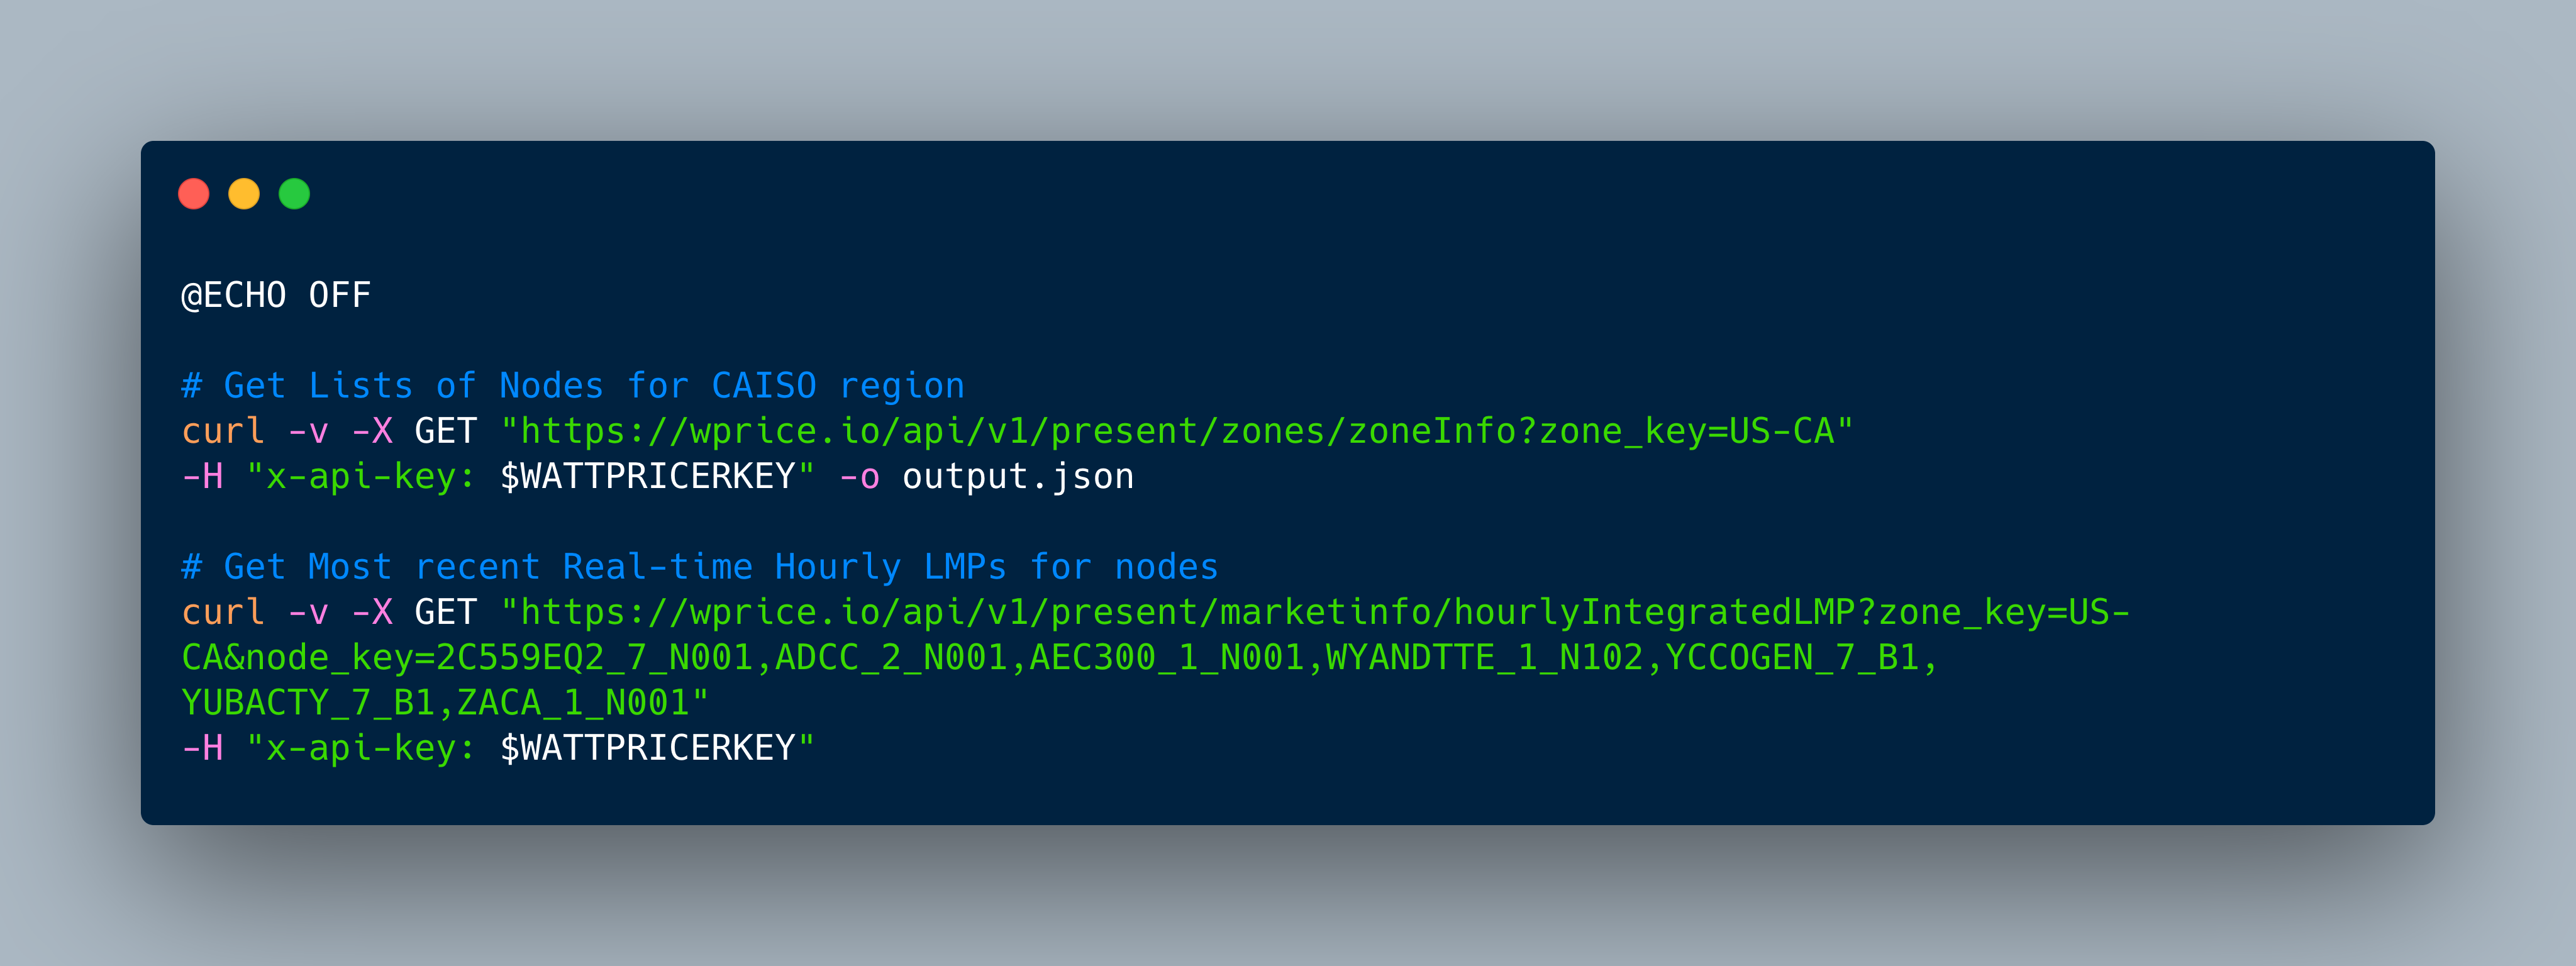 @ECHO OFF
# Get Lists of Nodes for CAISO region
curl -v -X GET "https://wprice.io/api/v1/present/zones/zoneInfo?zone_key=US-CA"
-H "x-api-key: $WATTPRICERKEY" -o output.json
# Get Most recent Real-time Hourly LMPs for nodes
curl -v -X GET "https://wprice.io/api/v1/present/marketinfo/hourlyIntegratedLMP?zone_key=US-
CA&node_key=2C559EQ2_7_N001,ADCC_2_N001,AEC300_1_N001,WYANDTTE_1_N102,YCCOGEN_7_B1,
YUBACTY_7_B1,ZACA_1_N001"
-H "x-api-key: $WATTPRICERKEY"